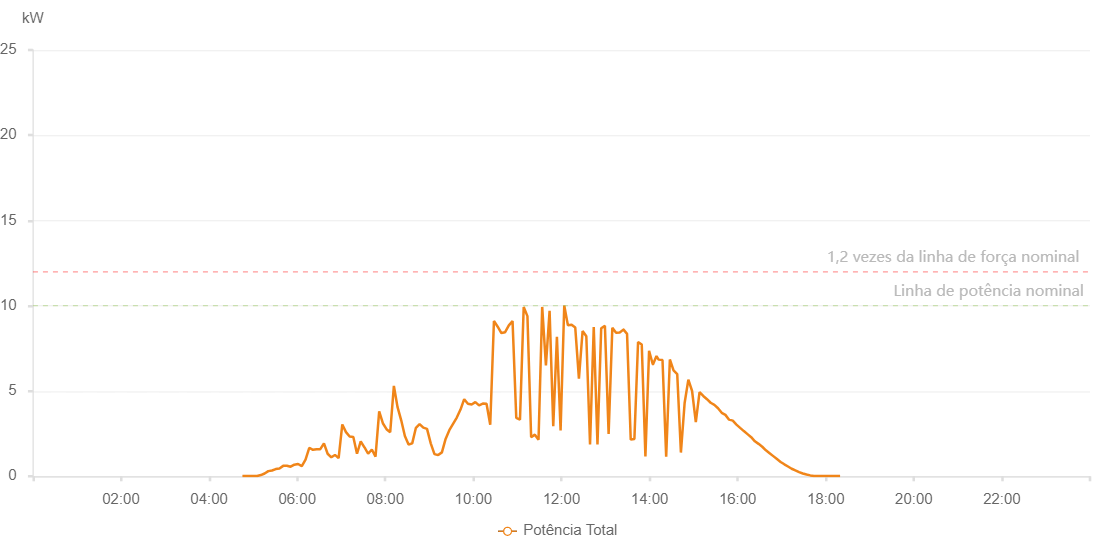 kW
25
20
15
1,2 vezes da linha de força nominal
Linha de potência nominal
10
5
0
02:00 04:00 06:00 08:00 10:00 12:00 14:00 16:00 18:00 20:00 22:00
Potência Total